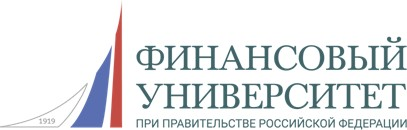 ФИНАНСОВЫЙ
УНИВЕРСИТЕТ
ПРИ ПРАВИТЕЛЬСТВЕ РОССИЙСКОЙ ФЕДЕРАЦИИ
1919